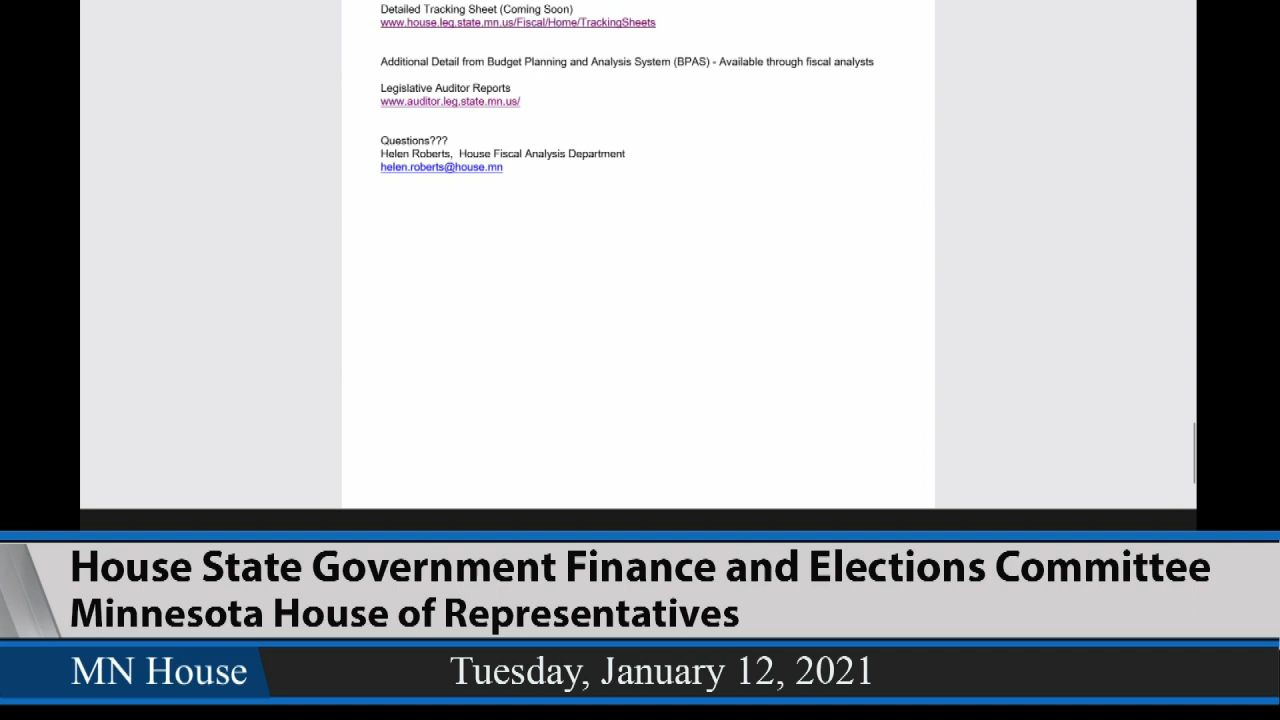 Detailed Tracking Sheet (Coming Soon)
www.house.leg.state.mn.us/Fiscal/Home/TrackingSheets
Additional Detail from Budget Planning and Analysis System (BPAS) - Available through fiscal analysts
Legislative Auditor Reports
www.auditor.leg.state.mn.us/
Questions???
Helen Roberts, House Fiscal Analysis Department
helen.roberts@house.mn
House State Government Finance and Elections Committee
Minnesota House of Representatives
MN House
Tuesday, January 12, 2021